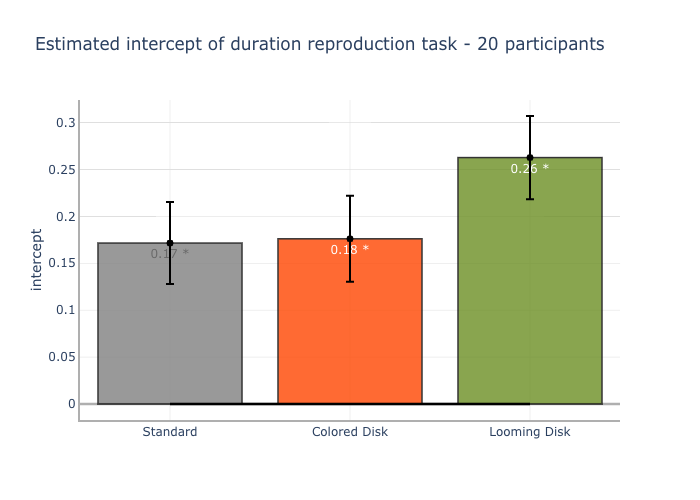 Estimated intercept of duration reproduction task - 20 participants
intercept
0.3
0.25
0.2
0.15
0.1
0.05
0
0.17 *
0.18 *
0.26 *
Standard
Colored Disk
Looming Disk